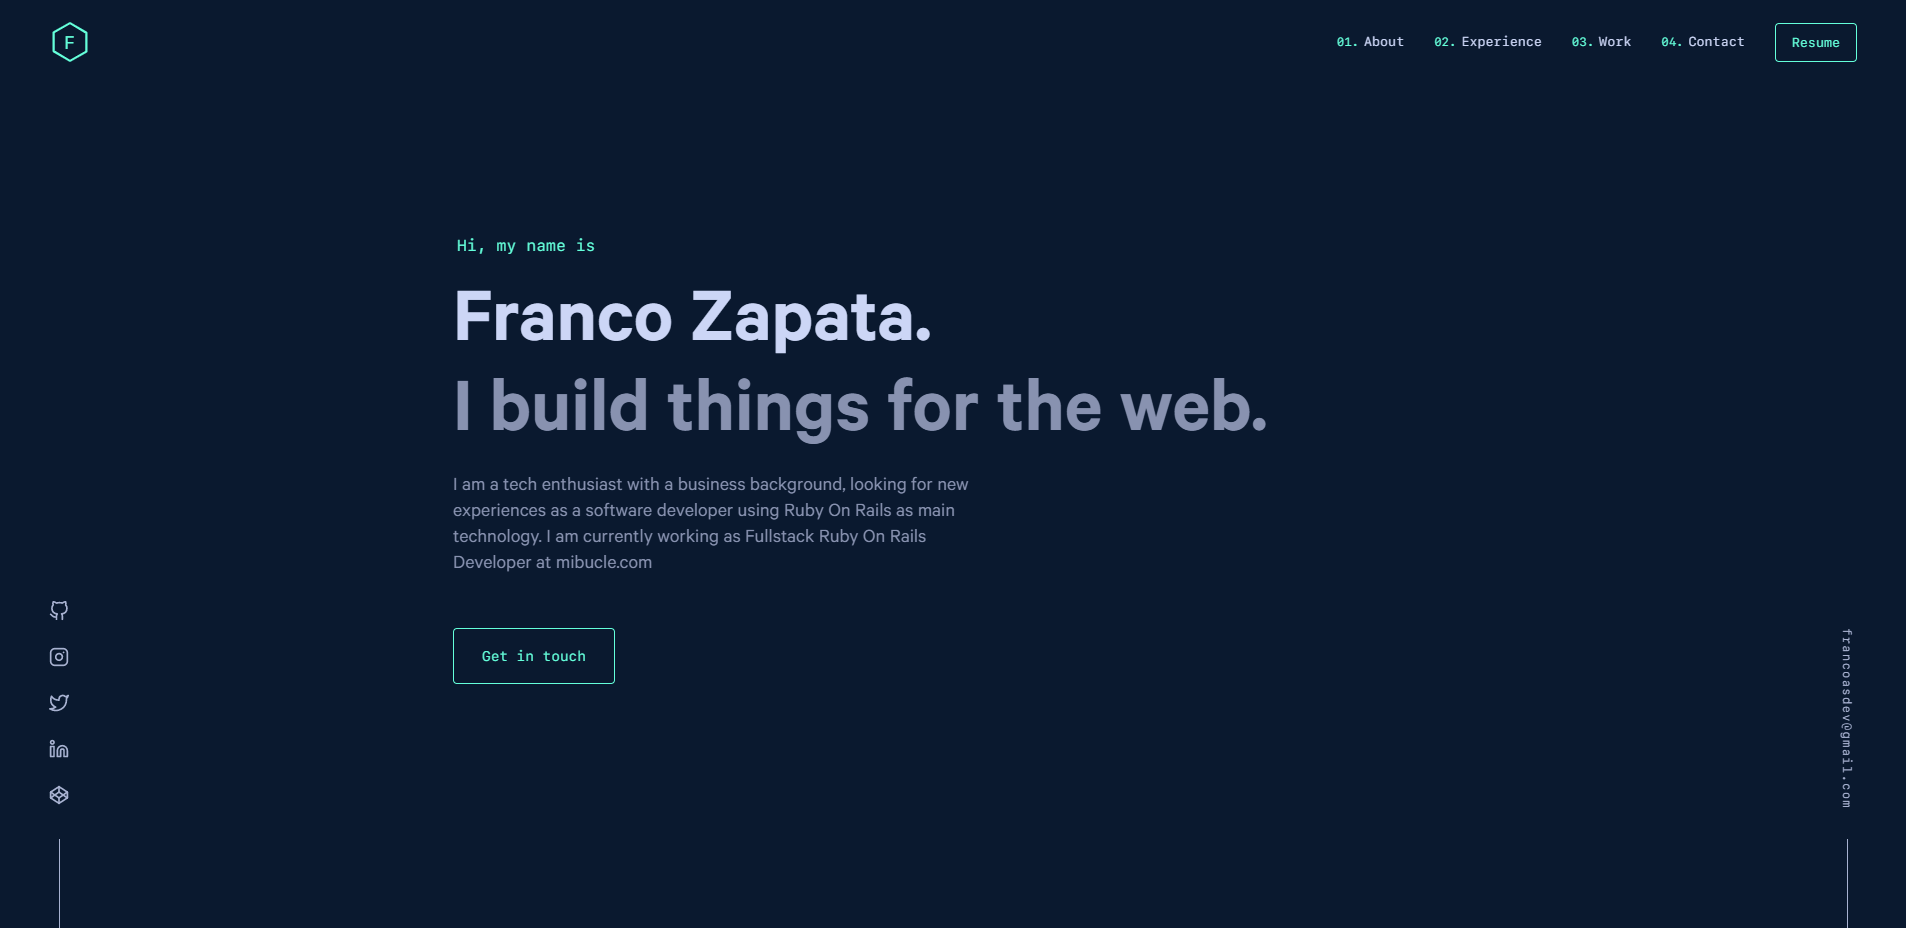 F
01. About 02. Experience 03. Work 04. Contact Resume
Hi, my name is
Franco Zapata.
I build things for the web.
I am a tech enthusiast with a business background, looking for new
experiences as a software developer using Ruby On Rails as main
technology. I am currently working as Fullstack Ruby On Rails
Developer at mibucle.com
Get in touch
francoasdev@gmail.com